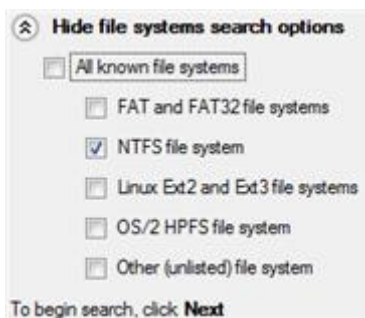 Hide file systems search options
All known file systems
FAT and FAT32 file systems
NTFS file system
Linux Ext2 and Ext3 file systems
OS/2 HPFS file system
Other (unlisted) file system
To begin search, click Next